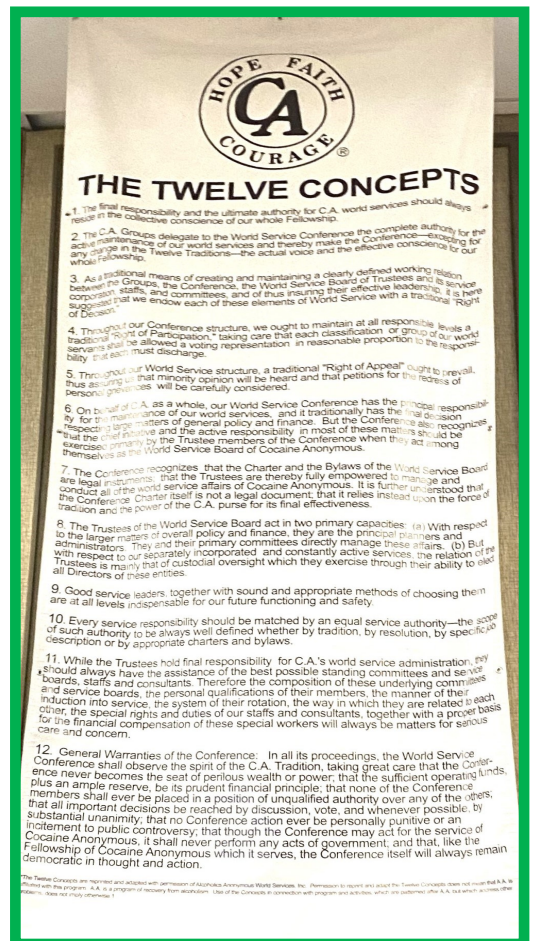 HOPE FAITH
CA
COURAGE
®
THE TWELVE CONCEPTS
1. The final responsibility and the ultimate authority for C.A. world services should always
reside in the collective conscience of our whole Fellowship.
2. The C.A. Groups delegate to the World Service Conference the complete authority for the
active maintenance of our world services and thereby make the Conference—excepting for
any change in the Twelve Traditions—the actual voice and the effective conscience for our
whole Fellowship.
3. As a traditional means of creating and maintaining a clearly defined working relation
between the Groups, the Conference, the World Service Board of Trustees and its service
corporation, staffs, and committees, and of thus insuring their effective leadership, it is here
suggested that we endow each of these elements of World Service with a traditional "Right
of Decision."
4. Throughout our Conference structure, we ought to maintain at all responsible levels a
traditional "Right of Participation," taking care that each classification or group of our world
servants shall be allowed a voting representation in reasonable proportion to the responsi-
bility that each must discharge.
5. Throughout our World Service structure, a traditional "Right of Appeal" ought to prevail,
thus assuring us that minority opinion will be heard and that petitions for the redress of
personal grievances will be carefully considered.
6. On behalf of C.A. as a whole, our World Service Conference has the principal responsibil-
ity for the maintenance of our world services, and it traditionally has the final decision
respecting large matters of general policy and finance. But the Conference also recognizes
that the chief initiative and the active responsibility in most of these matters should be
exercised primarily by the Trustee members of the Conference when they act among
themselves as the World Service Board of Cocaine Anonymous.
7. The Conference recognizes that the Charter and the Bylaws of the World Service Board
are legal instruments: that the Trustees are thereby fully empowered to manage and
conduct all of the world service affairs of Cocaine Anonymous. It is further understood that
the Conference Charter itself is not a legal document; that it relies instead upon the force of
tradition and the power of the C.A. purse for its final effectiveness.
8. The Trustees of the World Service Board act in two primary capacities: (a) With respect
to the larger matters of overall policy and finance, they are the principal planners and
administrators. They and their primary committees directly manage these affairs. (b) But
with respect to our separately incorporated and constantly active services, the relation of the
Trustees is mainly that of custodial oversight which they exercise through their ability to elect
all Directors of these entities.
9. Good service leaders, together with sound and appropriate methods of choosing them
are at all levels indispensable for our future functioning and safety.
10. Every service responsibility should be matched by an equal service authority—the scope
of such authority to be always well defined whether by tradition, by resolution, by specific job
description or by appropriate charters and bylaws.
11. While the Trustees hold final responsibility for C.A.'s world service administration, they
should always have the assistance of the best possible standing committees and service
boards, staffs and consultants. Therefore the composition of these underlying committees
and service boards, the personal qualifications of their members, the manner of their
induction into service, the system of their rotation, the way in which they are related to each
other, the special rights and duties of our staffs and consultants, together with a proper basis
for the financial compensation of these special workers will always be matters for serious
care and concern.
12. General Warranties of the Conference: In all its proceedings, the World Service
Conference shall observe the spirit of the C.A. Tradition, taking great care that the Confer-
ence never becomes the seat of perilous wealth or power; that the sufficient operating funds,
plus an ample reserve, be its prudent financial principle; that none of the Conference
members shall ever be placed in a position of unqualified authority over any of the others;
that all important decisions be reached by discussion, vote, and whenever possible, by
substantial unanimity; that no Conference action ever be personally punitive or an
incitement to public controversy; that though the Conference may act for the service of
Cocaine Anonymous, it shall never perform any acts of government; and that, like the
Fellowship of Cocaine Anonymous which it serves, the Conference itself will always remain
democratic in thought and action.
*The Twelve Concepts are reprinted and adapted with permission of Alcoholics Anonymous World Services, Inc. Permission to reprint and adapt the Twelve Concepts does not mean that A.A. is
affiliated with this program. A.A. is a program of recovery from alcoholism. Use of the Concepts in connection with programs and activities, which are patterned after A.A. but which address other
problems, does not imply otherwise.